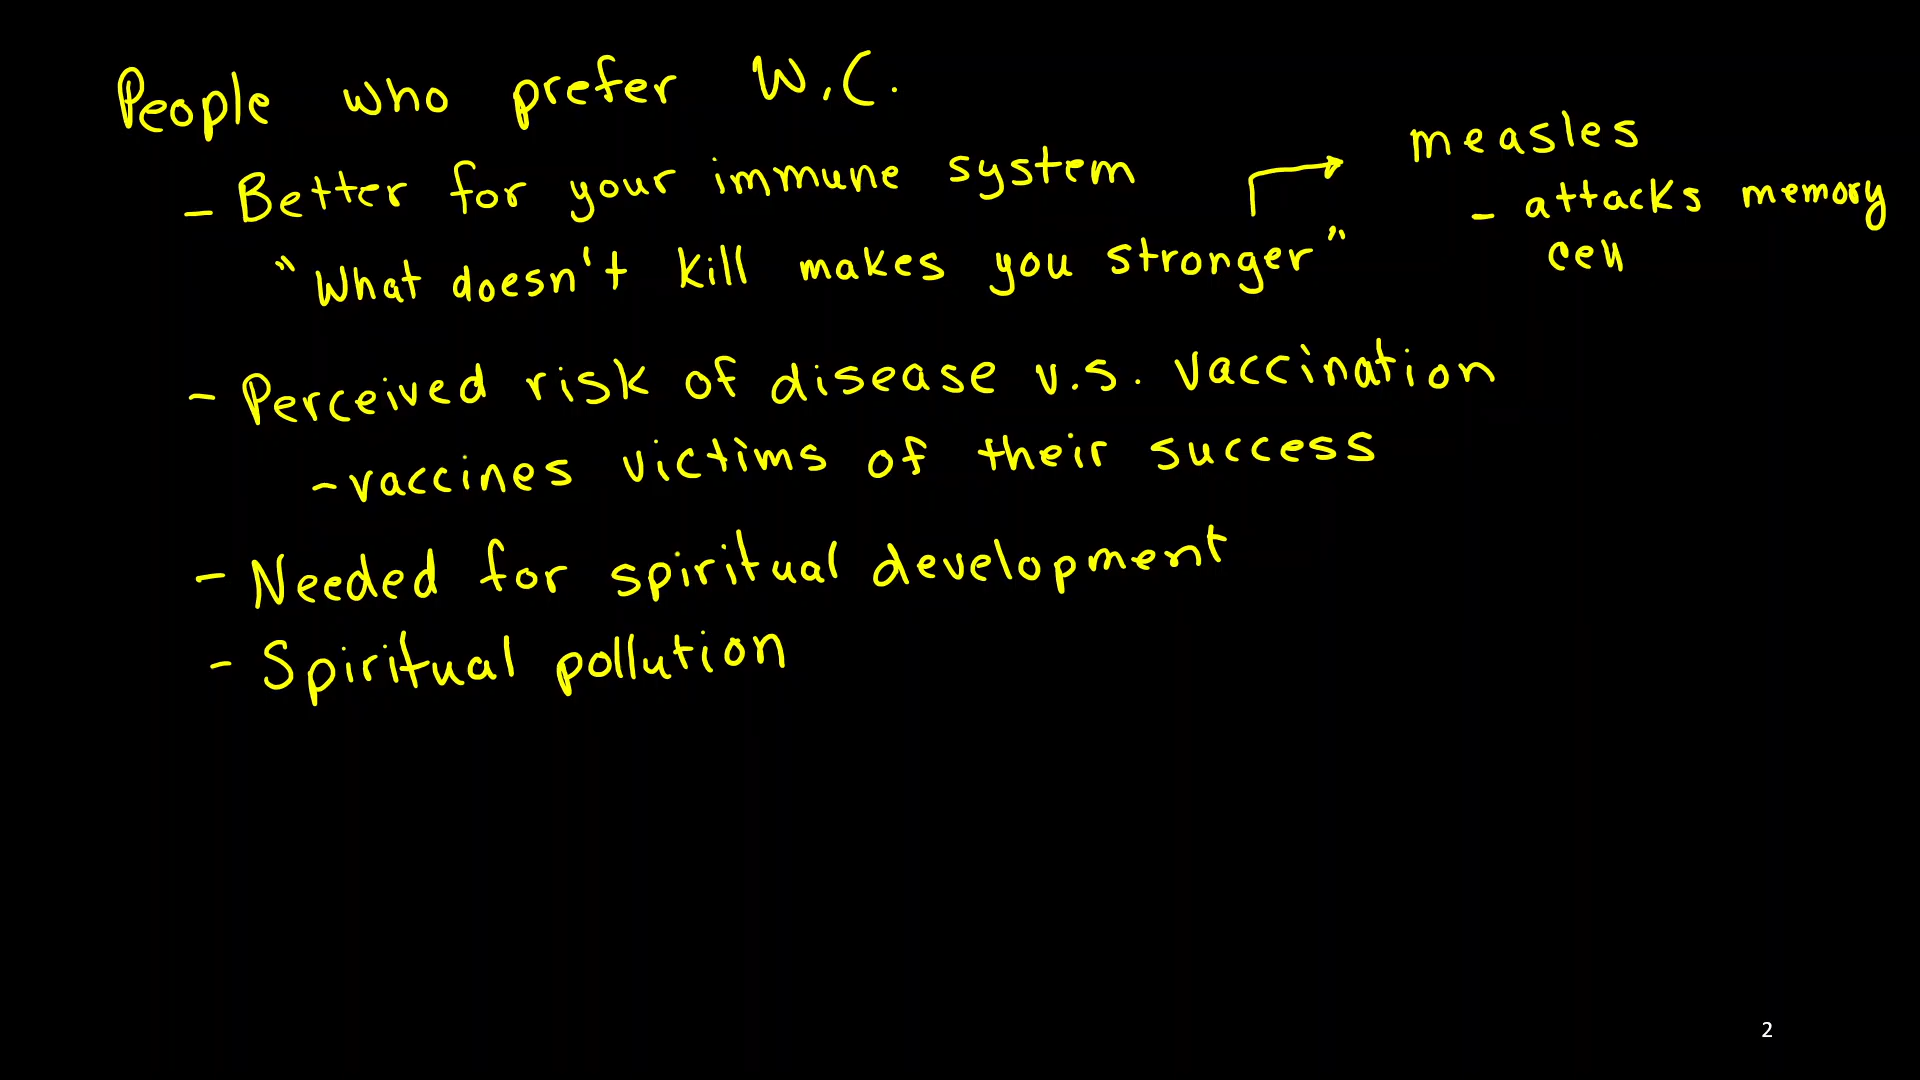 People who prefer W.C.
- Better for your immune system
"What doesn't kill makes you stronger"
measles
- attacks memory
cell
- Perceived risk of disease v.s. vaccination
- vaccines victims of their success
- Needed for spiritual development
- Spiritual pollution
2